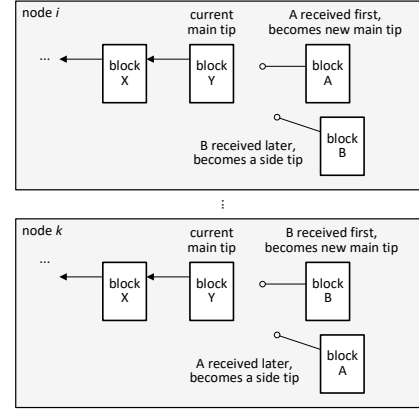 node i
current
main tip
A received first,
becomes new main tip
...
block
X
block
Y
block
A
B received later,
becomes a side tip
block
B
...
node k
current
main tip
B received first,
becomes new main tip
...
block
X
block
Y
block
B
A received later,
becomes a side tip
block
A